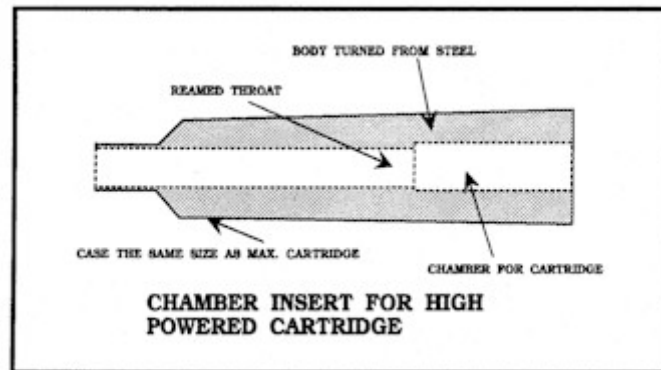 BODY TURNED FROM STEEL
REAMED THROAT
CASE THE SAME SIZE AS MAX. CARTRIDGE
CHAMBER FOR CARTRIDGE
CHAMBER INSERT FOR HIGH
POWERED CARTRIDGE